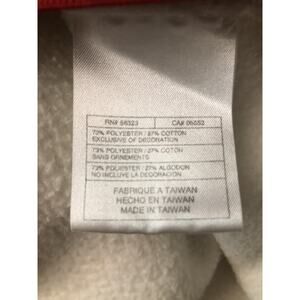 RN# 56323 CA# 05553
73% POLYESTER / 27% COTTON
EXCLUSIVE OF DECORATION
73% POLYESTER / 27% COTON
SANS ORNEMENTS
73% POLIESTER / 27% ALGODON
NO INCLUYE LA DECORACION
FABRIQUE A TAIWAN
HECHO EN TAIWAN
MADE IN TAIWAN